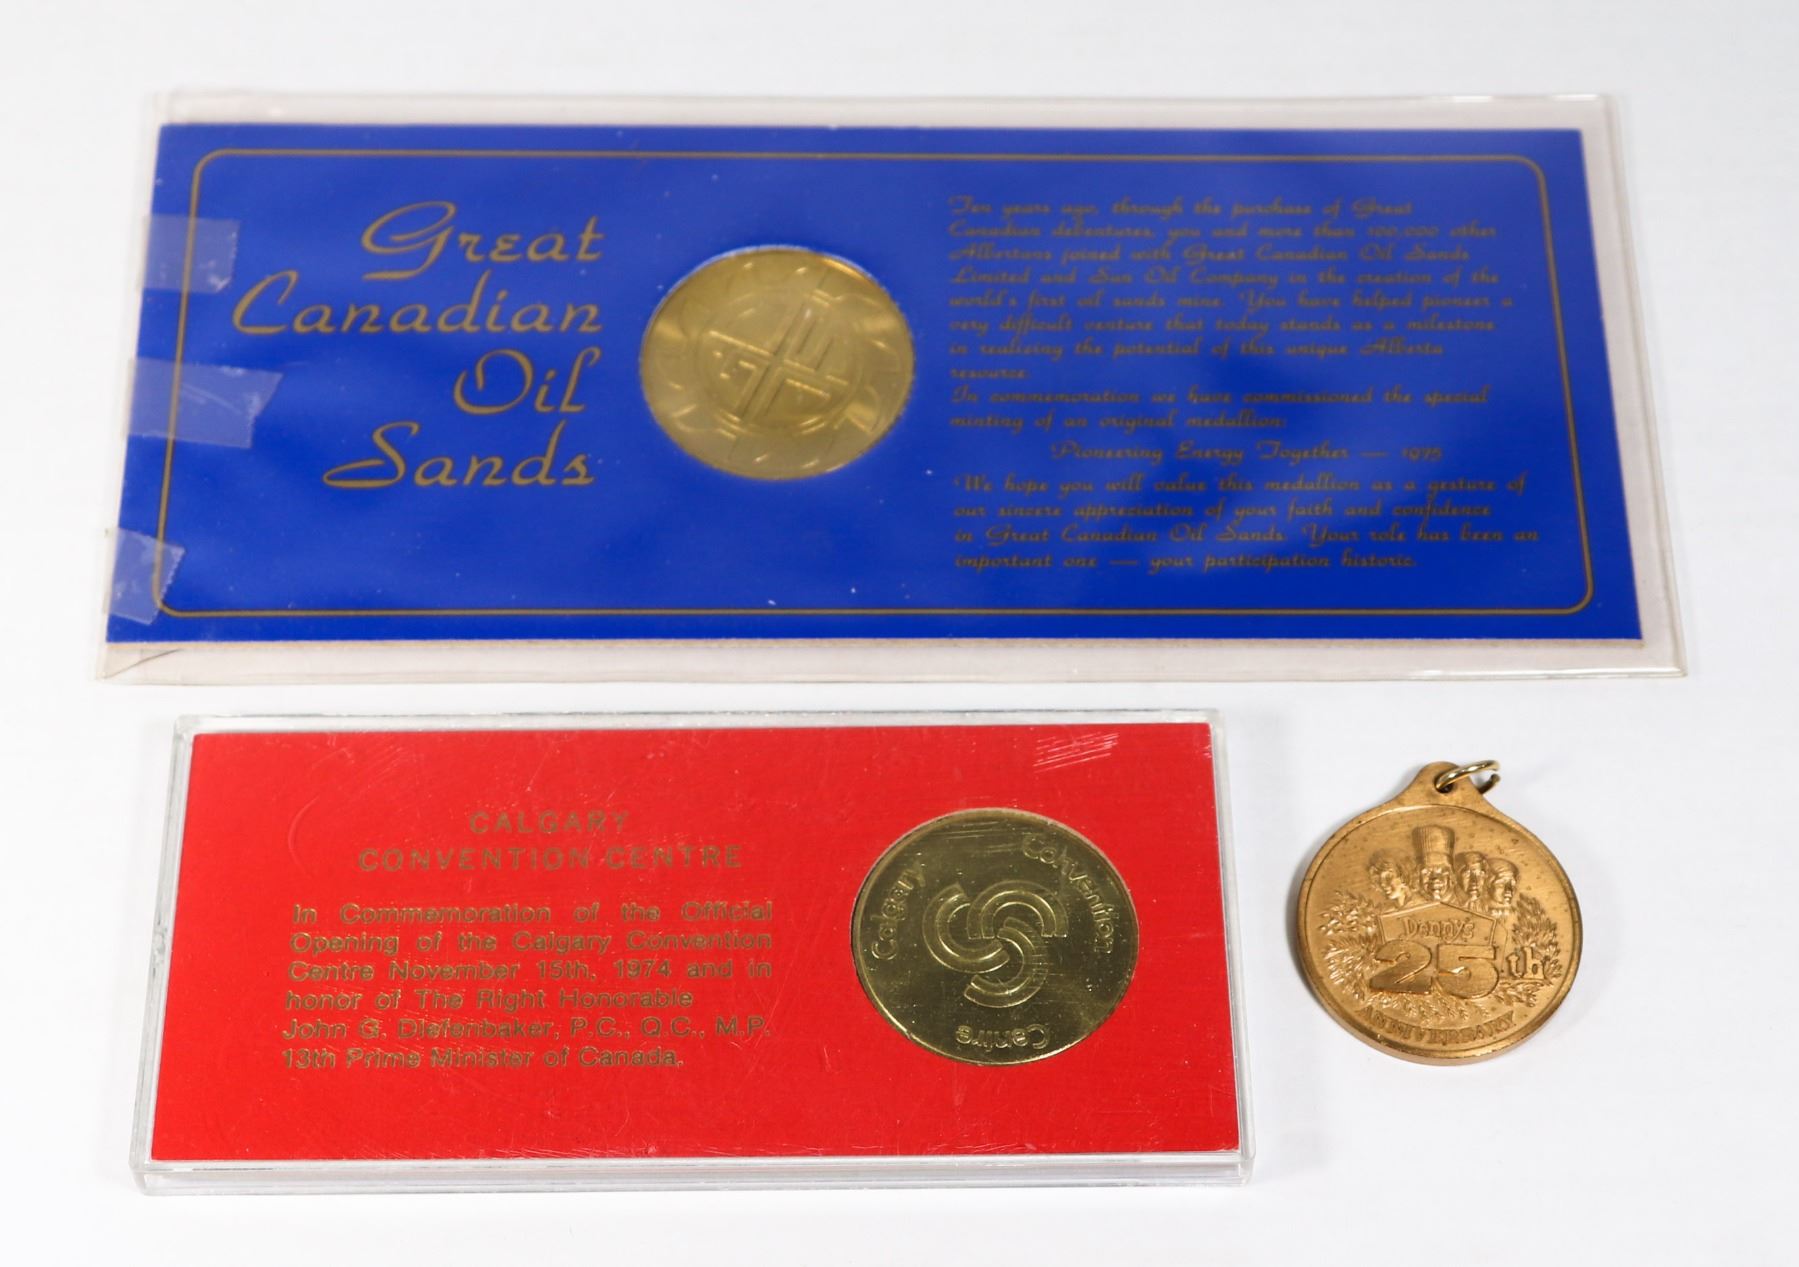 Great
Canadian
Oil
Sands
Ten years ago, through the purchase of Great
Canadian debentures, you and more than 100,000 other
Albertans joined with Great Canadian Oil Sands
Limited and Sun Oil Company in the creation of the
world's first oil sands mine. You have helped pioneer a
very difficult venture that today stands as a milestone
in realizing the potential of this unique Alberta
resource.
In commemoration we have commissioned the special
minting of an original medallion:
Pioneering Energy Together — 1975
We hope you will value this medallion as a gesture of
our sincere appreciation of your faith and confidence
in Great Canadian Oil Sands. Your role has been an
important one — your participation historic.
CALGARY
CONVENTION CENTRE
In Commemoration of the Official
Opening of the Calgary Convention
Centre November 15th, 1974 and in
honor of The Right Honorable
John G. Diefenbaker, P.C., Q.C., M.P.
13th Prime Minister of Canada.
Calgary
Convention
Centre
Denny's
25th
ANNIVERSARY